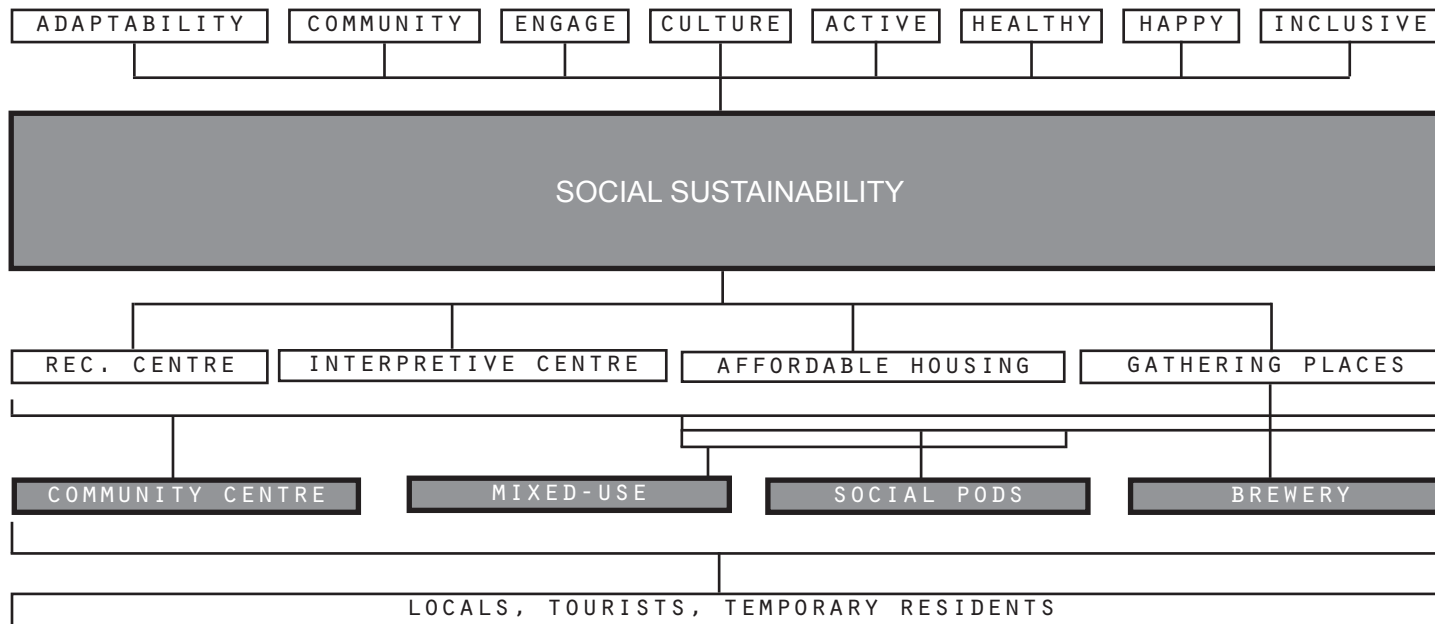 ADAPTABILITY COMMUNITY ENGAGE CULTURE ACTIVE HEALTHY HAPPY INCLUSIVE
SOCIAL SUSTAINABILITY
REC. CENTRE INTERPRETIVE CENTRE AFFORDABLE HOUSING GATHERING PLACES
COMMUNITY CENTRE MIXED-USE SOCIAL PODS BREWERY
LOCALS, TOURISTS, TEMPORARY RESIDENTS